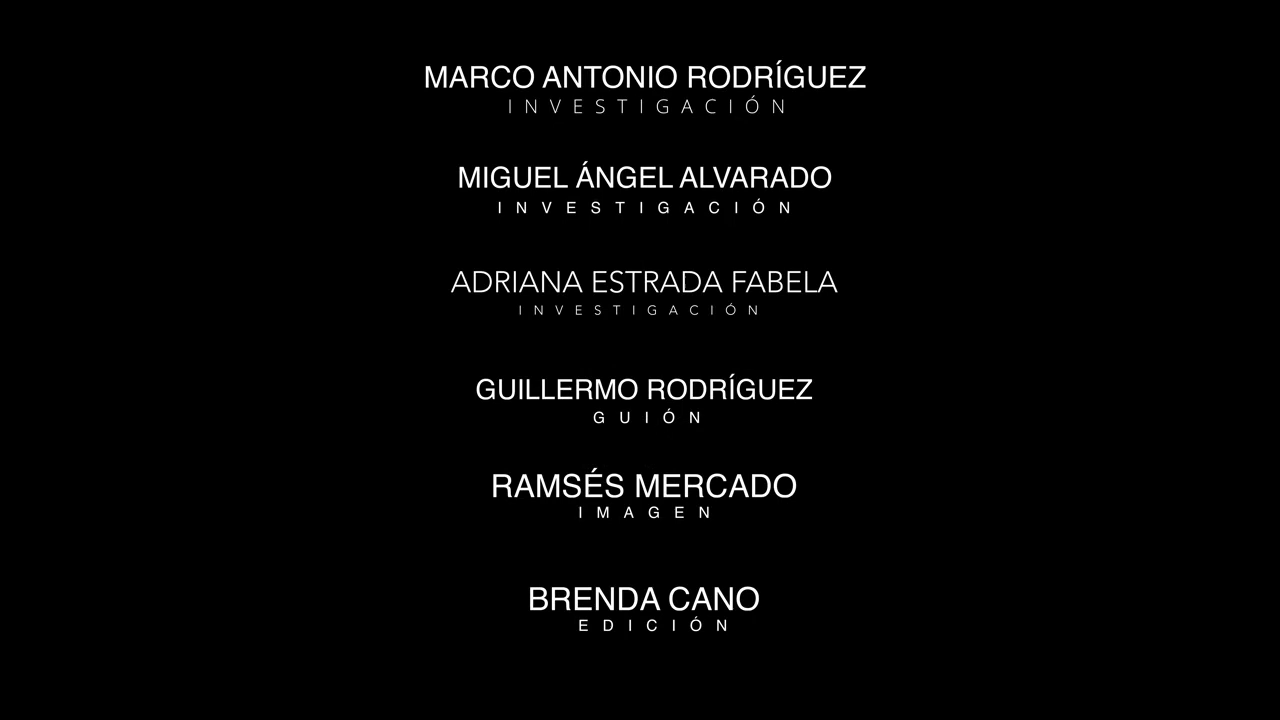 MARCO ANTONIO RODRÍGUEZ
INVESTIGACIÓN
MIGUEL ÁNGEL ALVARADO
INVESTIGACIÓN
ADRIANA ESTRADA FABELA
INVESTIGACIÓN
GUILLERMO RODRÍGUEZ
GUIÓN
RAMSÉS MERCADO
IMAGEN
BRENDA CANO
EDICIÓN